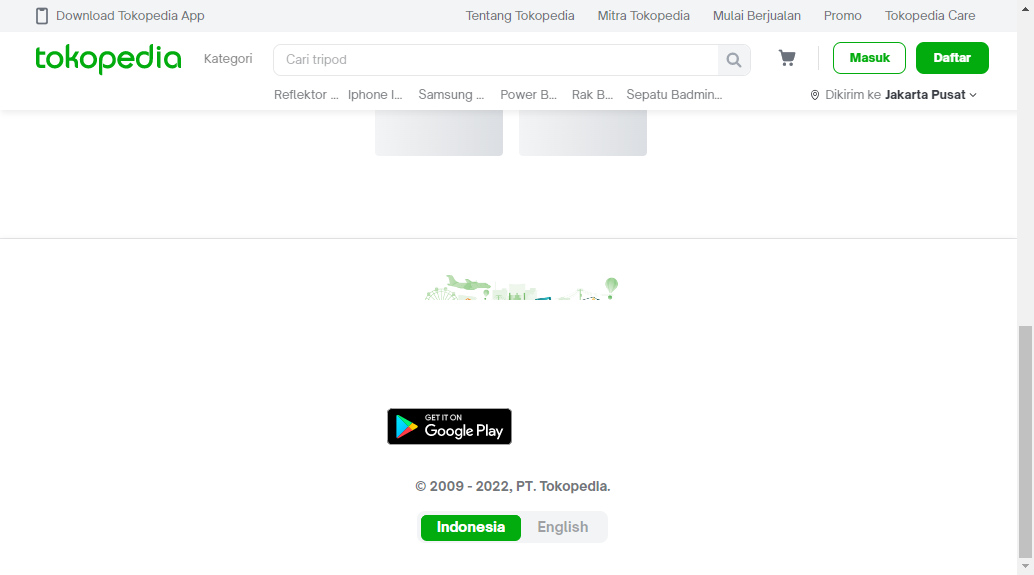 Download Tokopedia App
Tentang Tokopedia
Mitra Tokopedia
Mulai Berjualan
Promo
Tokopedia Care
tokopedia
Kategori
Cari tripod
Masuk
Daftar
Reflektor ...
Iphone I...
Samsung ...
Power B...
Rak B...
Sepatu Badmin...
Dikirim ke Jakarta Pusat
GET IT ON
Google Play
© 2009 - 2022, PT. Tokopedia.
Indonesia
English